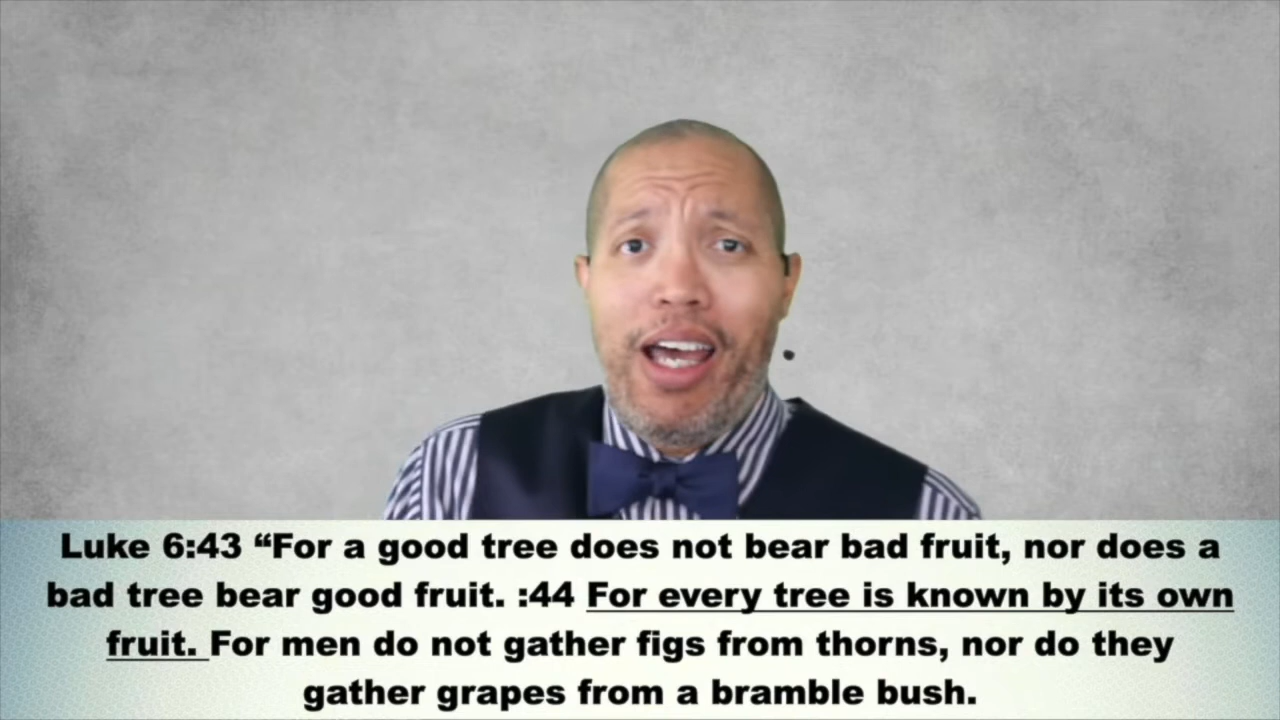 Luke 6:43 “For a good tree does not bear bad fruit, nor does a
bad tree bear good fruit. :44 For every tree is known by its own
fruit. For men do not gather figs from thorns, nor do they
gather grapes from a bramble bush.